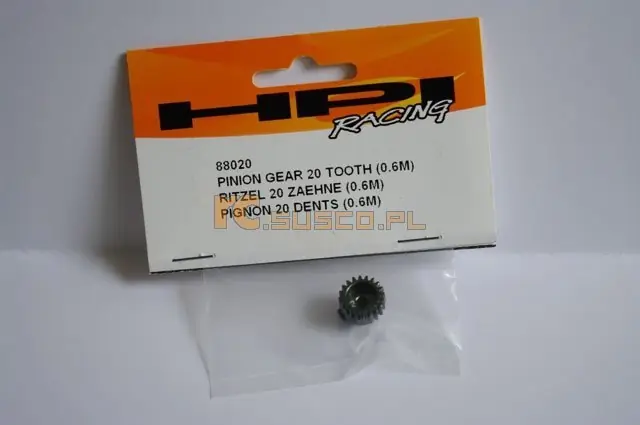 HPI
RACING
88020
PINION GEAR 20 TOOTH (0.6M)
RITZEL 20 ZAEHNE (0.6M)
PIGNON 20 DENTS (0.6M)
RC.SUSCO.PL